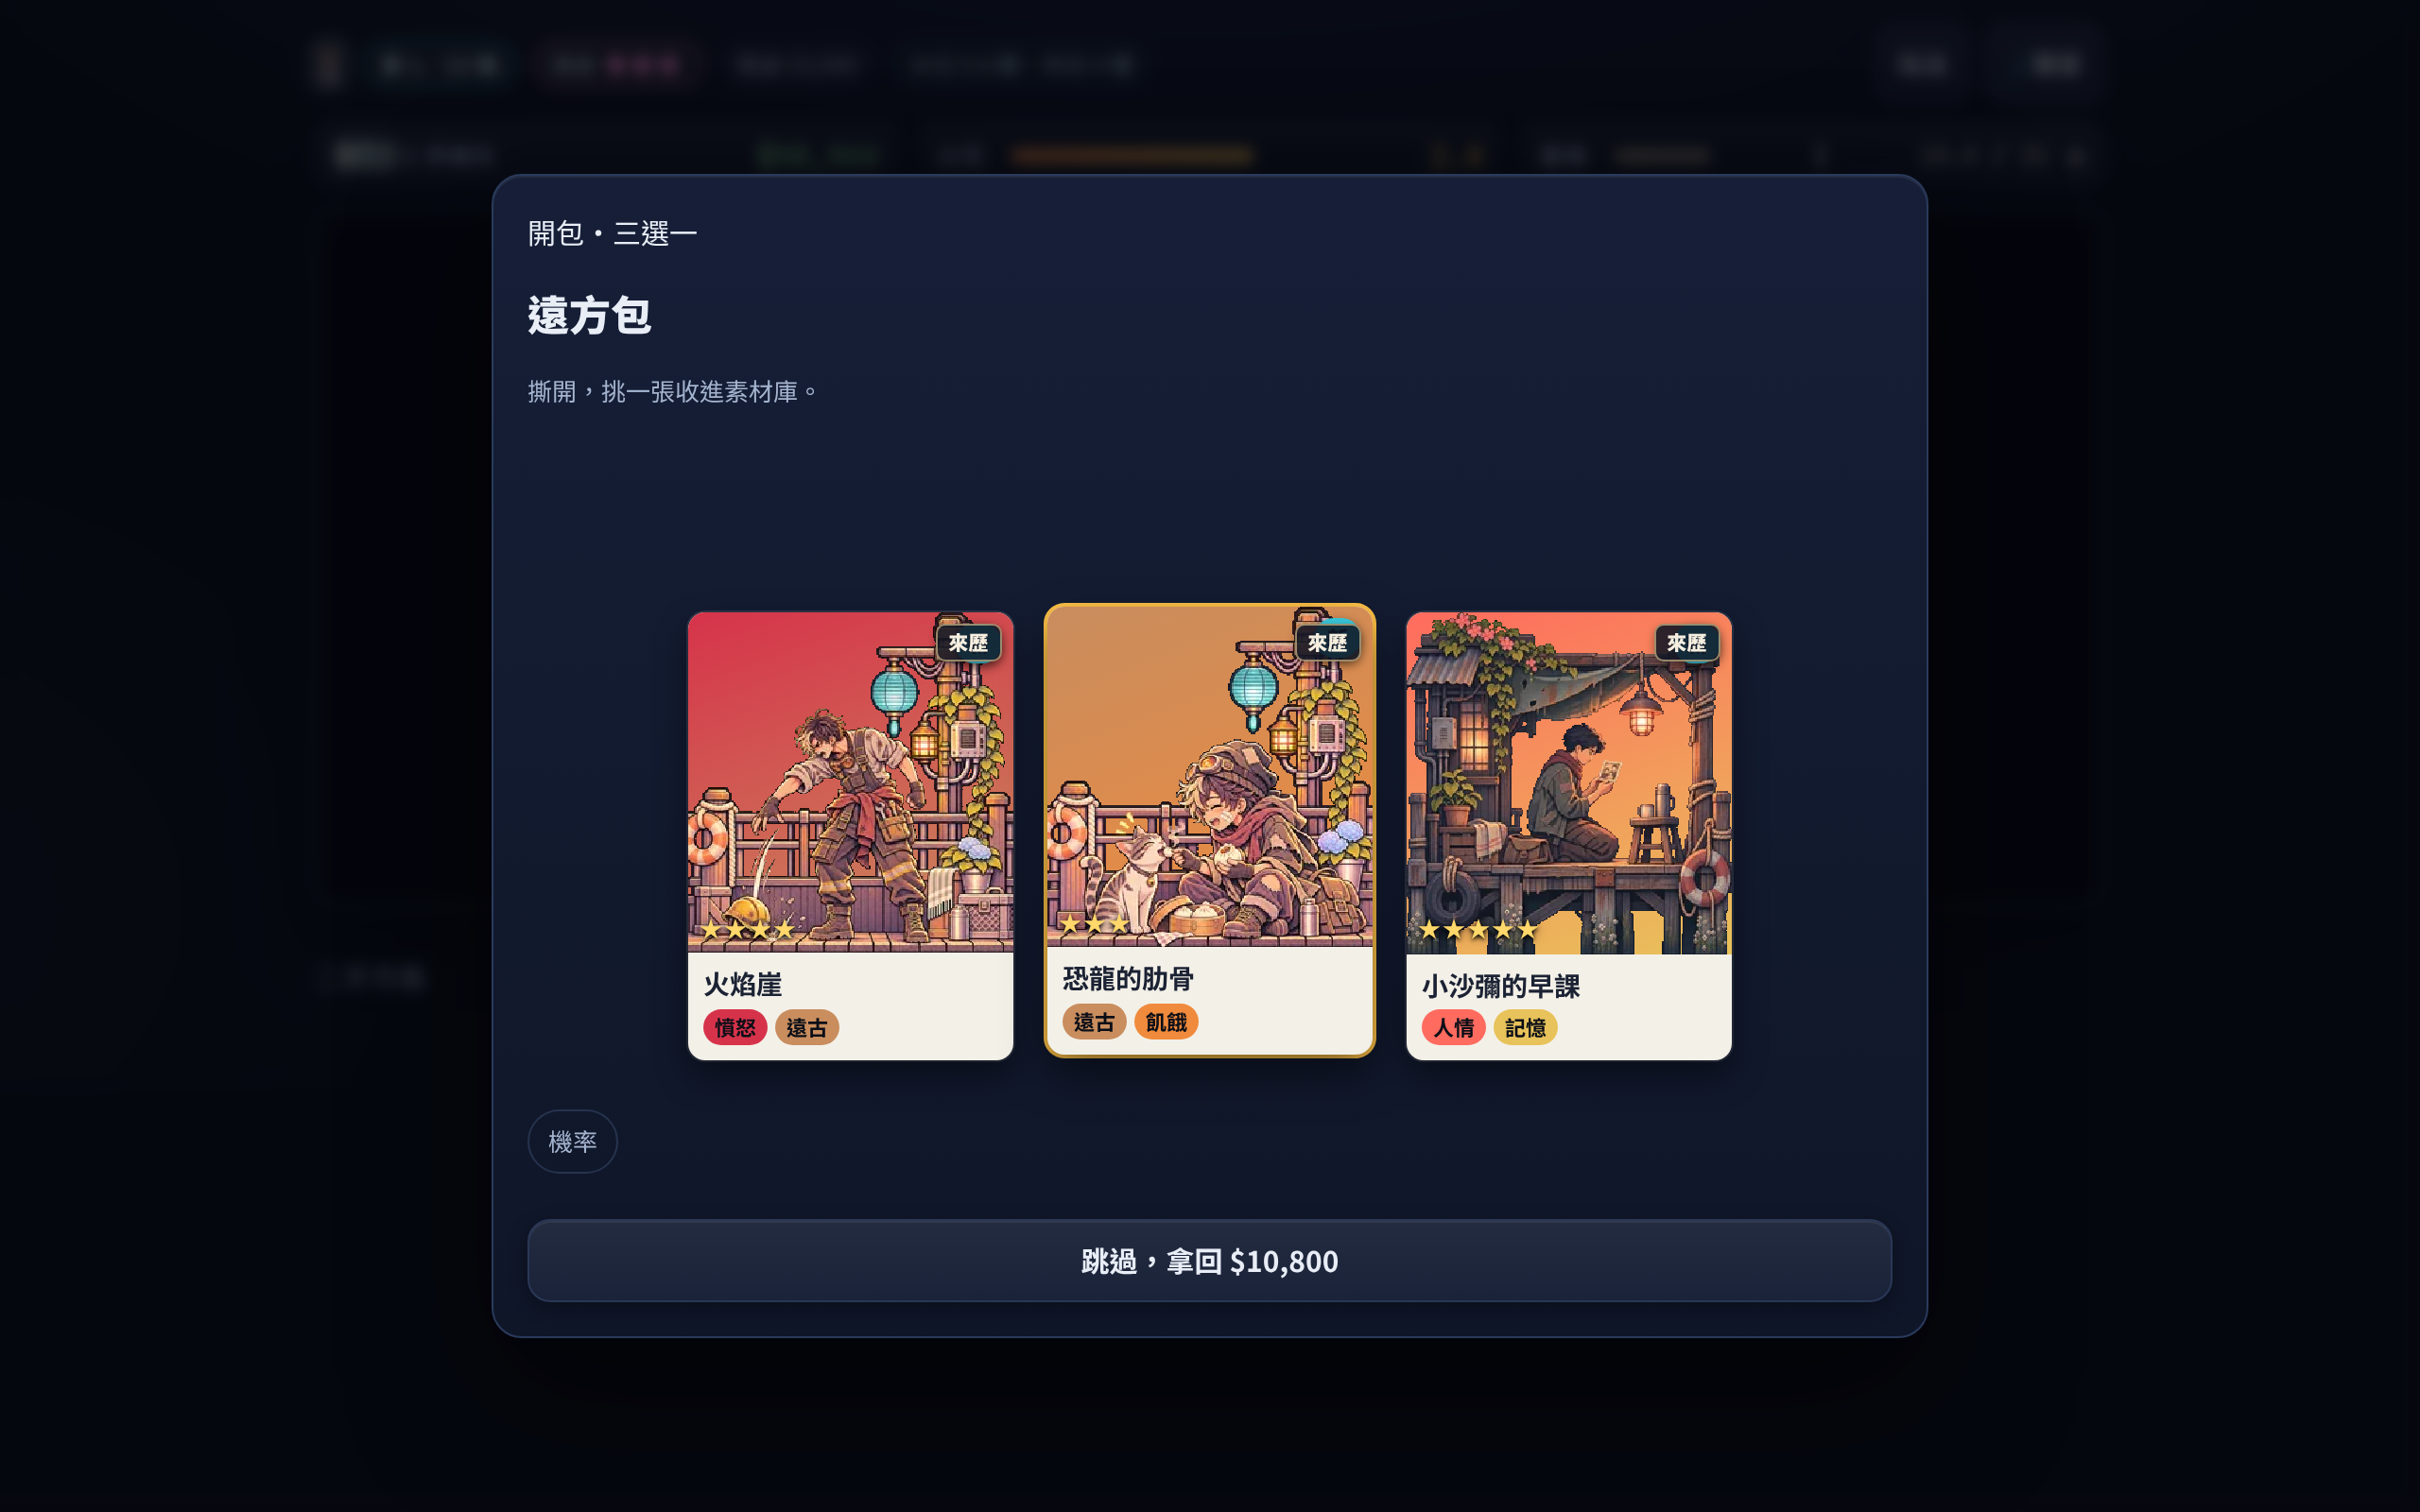 開包・三選一
遠方包
撕開，挑一張收進素材庫。
來歷
來歷
來歷
★★★★
★★★
★★★★★
火焰崖
恐龍的肋骨
小沙彌的早課
憤怒 遠古
遠古 飢餓
人情 記憶
機率
跳過，拿回 $10,800